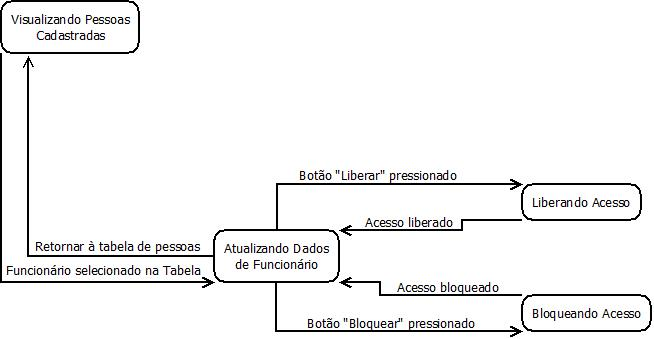 Visualizando Pessoas
Cadastradas
Botão "Liberar" pressionado
Liberando Acesso
Acesso liberado
Retornar à tabela de pessoas
Atualizando Dados
de Funcionário
Funcionário selecionado na Tabela
Acesso bloqueado
Bloqueando Acesso
Botão "Bloquear" pressionado